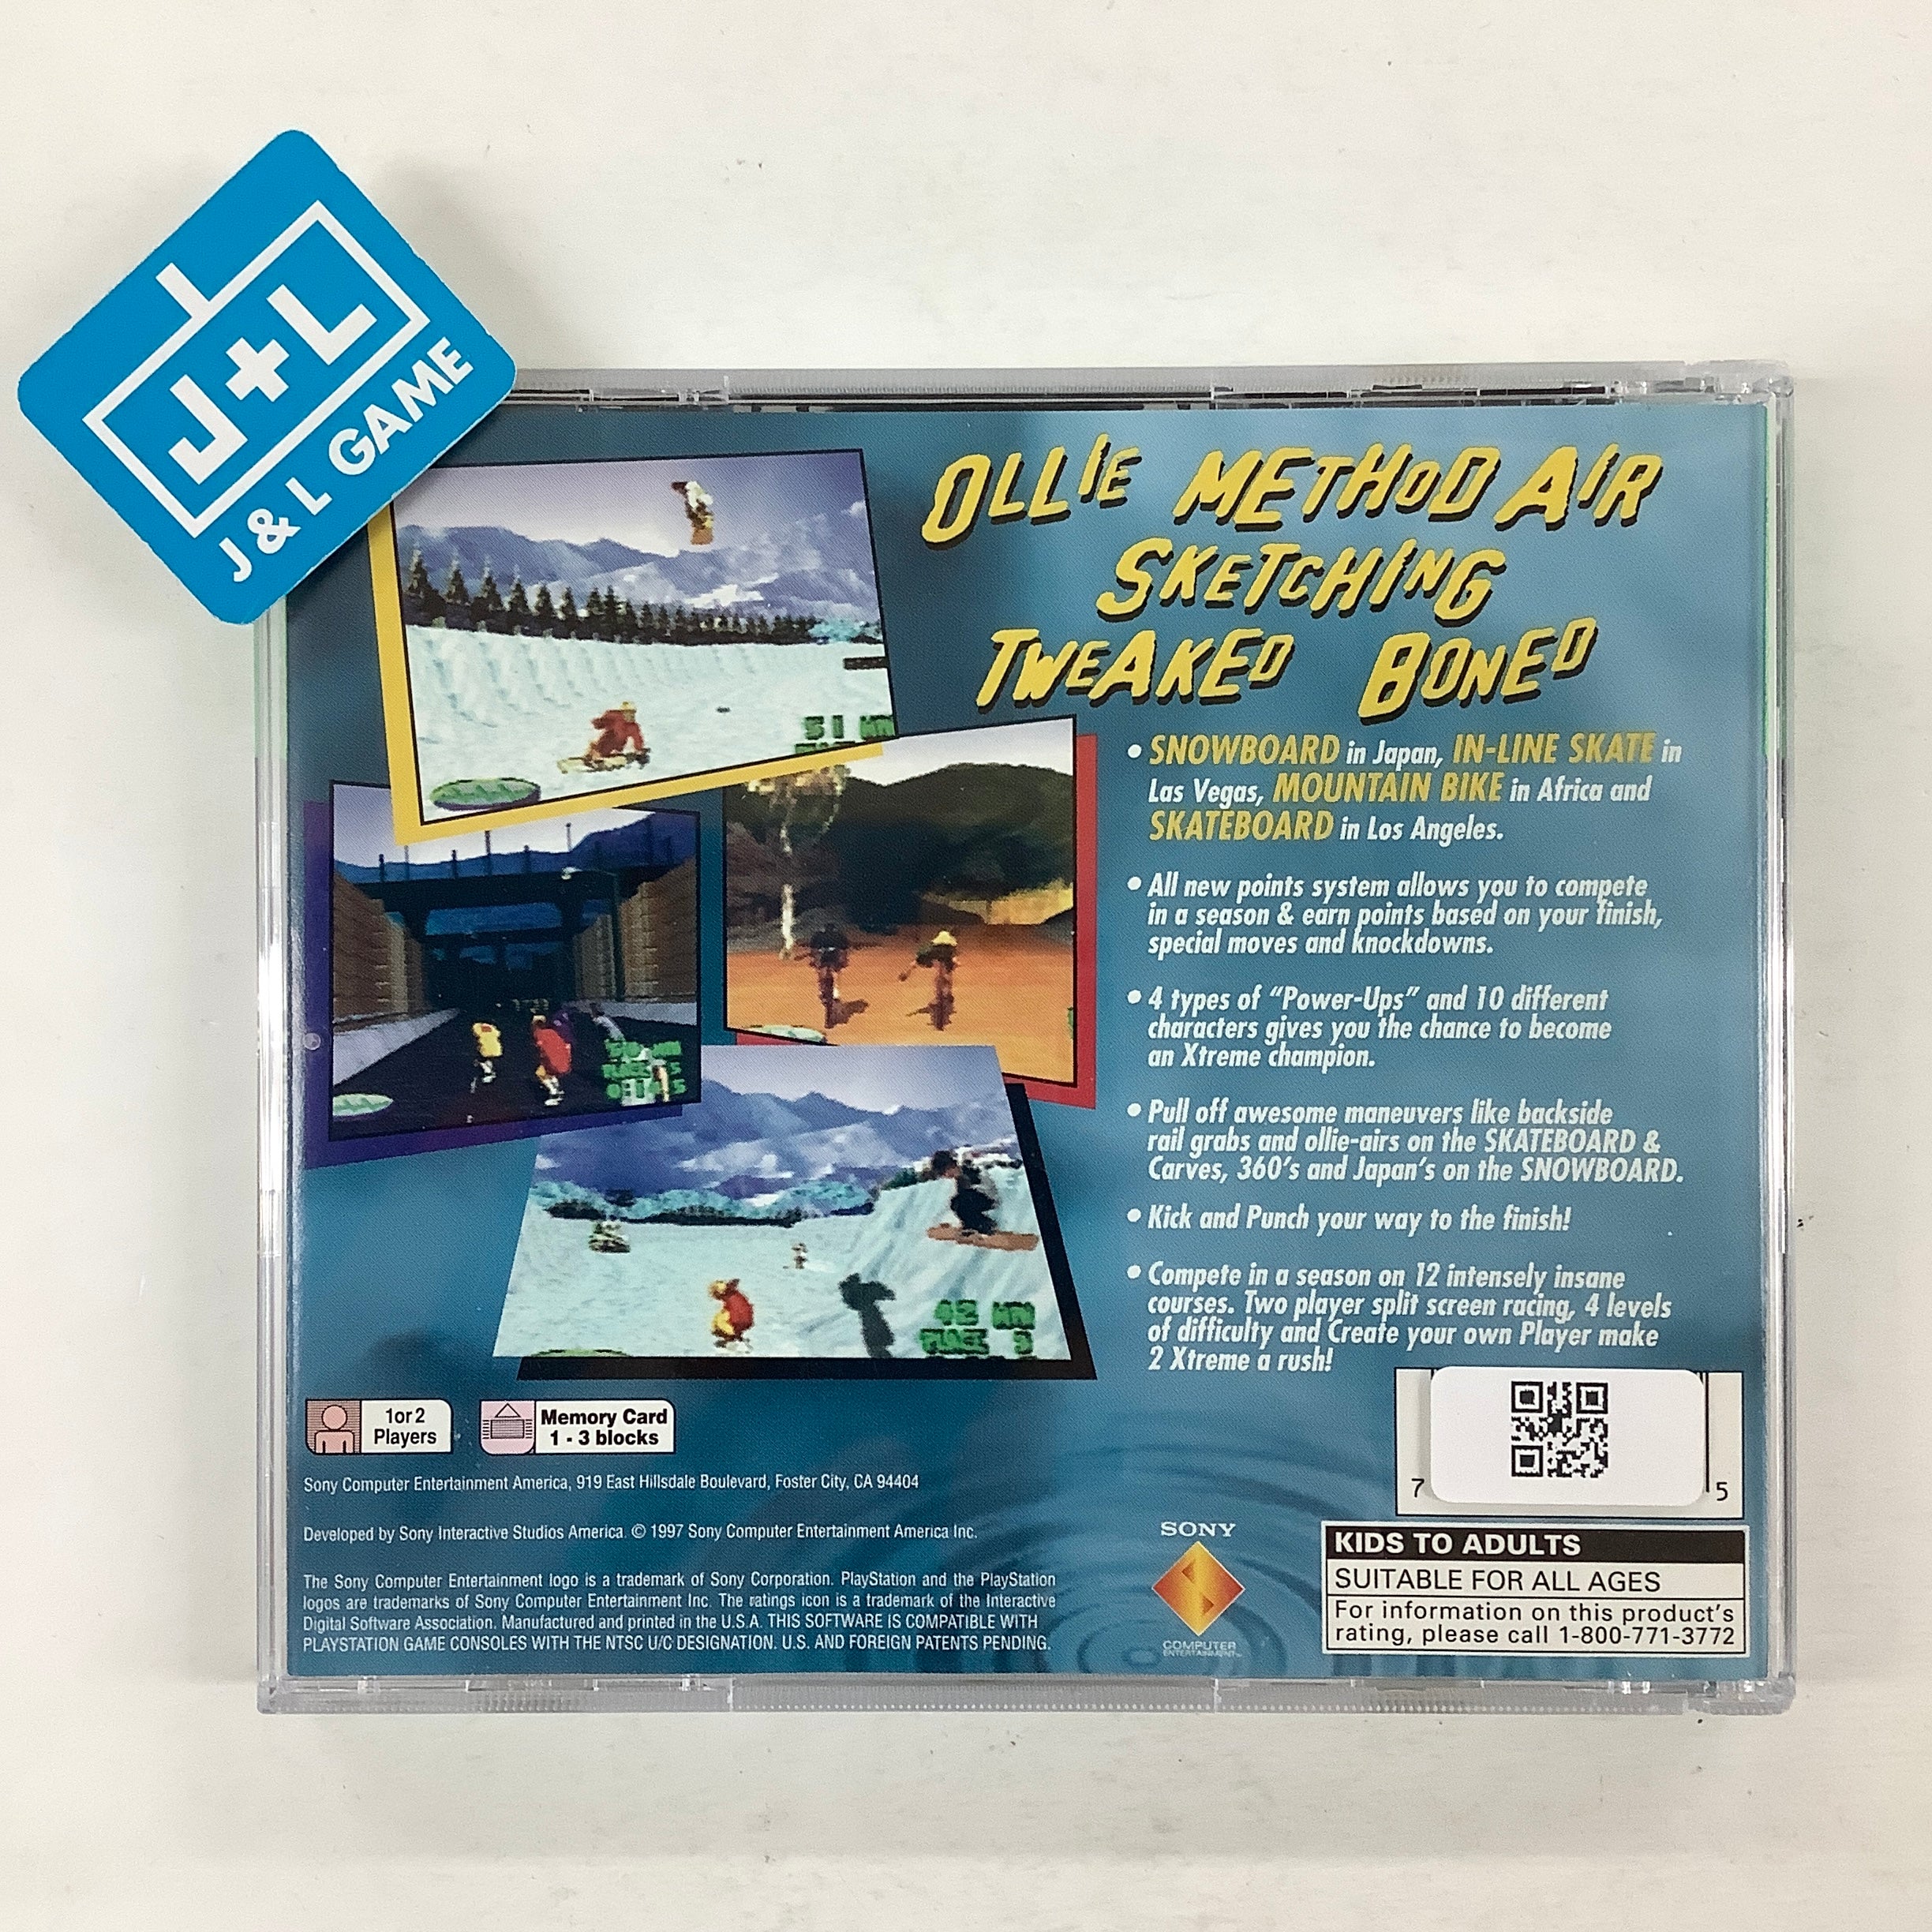 J+L
J & L GAME
OLLIE METHOD AIR
SKETCHING
TWEAKED BONED
• SNOWBOARD in Japan, IN-LINE SKATE in
Las Vegas, MOUNTAIN BIKE in Africa and
SKATEBOARD in Los Angeles.
• All new points system allows you to compete
in a season & earn points based on your finish,
special moves and knockdowns.
• 4 types of “Power-Ups” and 10 different
characters gives you the chance to become
an Xtreme champion.
• Pull off awesome maneuvers like backside
rail grabs and ollie-airs on the SKATEBOARD &
Carves, 360's and Japan's on the SNOWBOARD.
• Kick and Punch your way to the finish!
• Compete in a season on 12 intensely insane
courses. Two player split screen racing, 4 levels
of difficulty and Create your own Player make
2 Xtreme a rush!
51
PLACE 5
42
PLACE 3
1 or 2
Players
Memory Card
1 - 3 blocks
Sony Computer Entertainment America, 919 East Hillsdale Boulevard, Foster City, CA 94404
Developed by Sony Interactive Studios America. © 1997 Sony Computer Entertainment America Inc.
The Sony Computer Entertainment logo is a trademark of Sony Corporation. PlayStation and the PlayStation
logos are trademarks of Sony Computer Entertainment Inc. The ratings icon is a trademark of the Interactive
Digital Software Association. Manufactured and printed in the U.S.A. THIS SOFTWARE IS COMPATIBLE WITH
PLAYSTATION GAME CONSOLES WITH THE NTSC U/C DESIGNATION. U.S. AND FOREIGN PATENTS PENDING.
SONY
COMPUTER
ENTERTAINMENT™
7 5
KIDS TO ADULTS
SUITABLE FOR ALL AGES
For information on this product's
rating, please call 1-800-771-3772